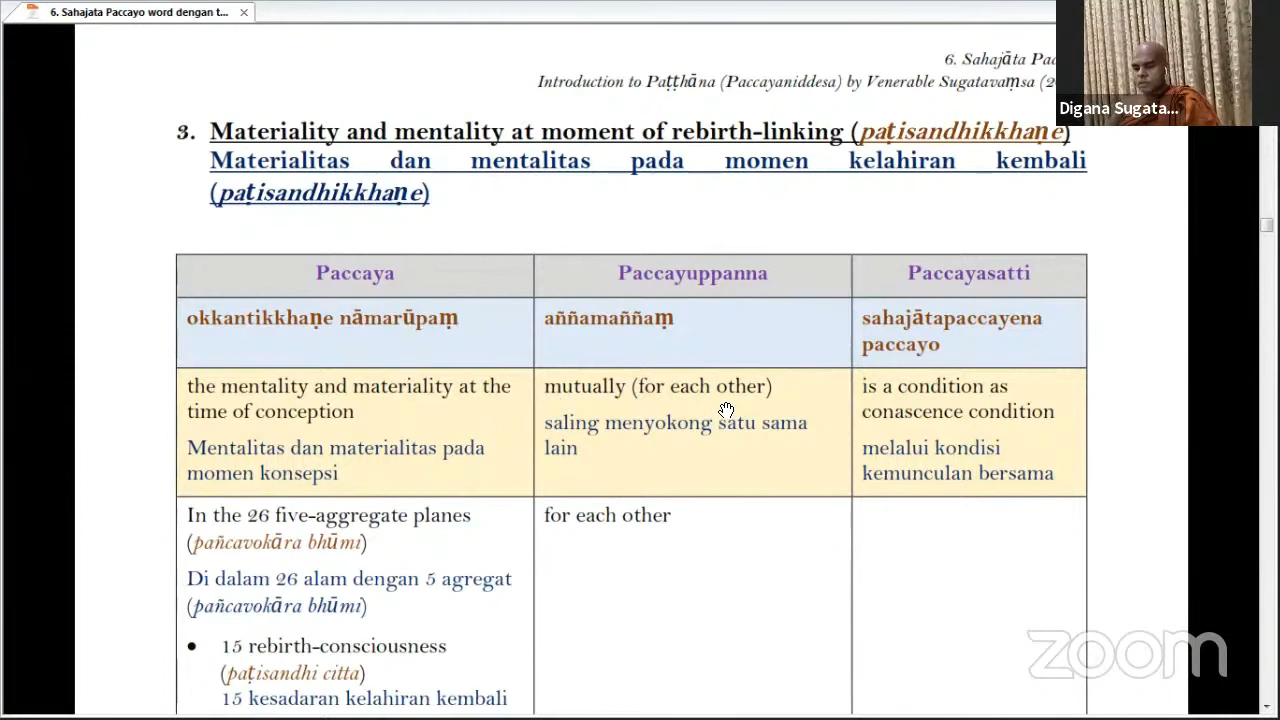 6. Sahajata Paccayo word dengan t...
6. Sahajāta Pac
Introduction to Paṭṭhāna (Paccayaniddesa) by Venerable Sugatavaṃsa (20
Digana Sugata...
3. Materiality and mentality at moment of rebirth-linking (paṭisandhikkhaṇe)
Materialitas dan mentalitas pada momen kelahiran kembali
(paṭisandhikkhaṇe)
Paccaya Paccayuppanna Paccayasatti
okkantikkhaṇe nāmarūpaṃ
aññamaññaṃ
sahajātapaccayena
paccayo
the mentality and materiality at the
time of conception
Mentalitas dan materialitas pada
momen konsepsi
mutually (for each other)
saling menyokong satu sama
lain
is a condition as
conascence condition
melalui kondisi
kemunculan bersama
In the 26 five-aggregate planes
(pañcavokāra bhūmi)
Di dalam 26 alam dengan 5 agregat
(pañcavokāra bhūmi)
• 15 rebirth-consciousness
(paṭisandhi citta)
15 kesadaran kelahiran kembali
for each other
zoom